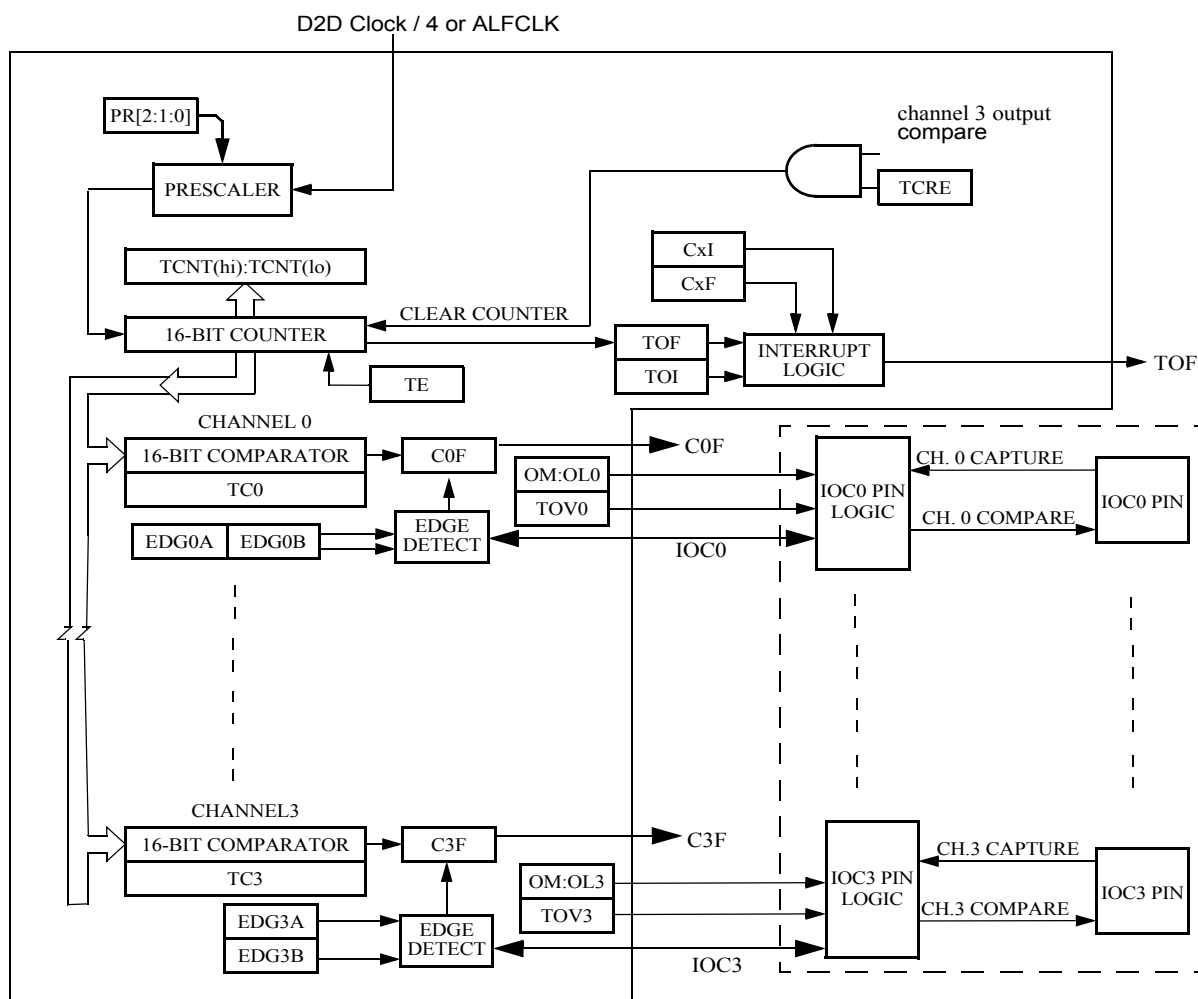 D2D Clock / 4 or ALFCLK
PR[2:1:0]
channel 3 output
compare
PRESCALER
TCRE
CxI
CxF
TCNT(hi):TCNT(lo)
CLEAR COUNTER
16-BIT COUNTER
TOF
TOI
INTERRUPT
LOGIC
TOF
TE
CHANNEL 0
16-BIT COMPARATOR
TC0
C0F
C0F
OM:OL0
TOV0
IOC0 PIN
LOGIC
CH. 0 CAPTURE
CH. 0 COMPARE
IOC0 PIN
EDG0A
EDG0B
EDGE
DETECT
IOC0
CHANNEL3
16-BIT COMPARATOR
TC3
C3F
C3F
OM:OL3
TOV3
IOC3 PIN
LOGIC
CH.3 CAPTURE
CH.3 COMPARE
IOC3 PIN
EDG3A
EDG3B
EDGE
DETECT
IOC3